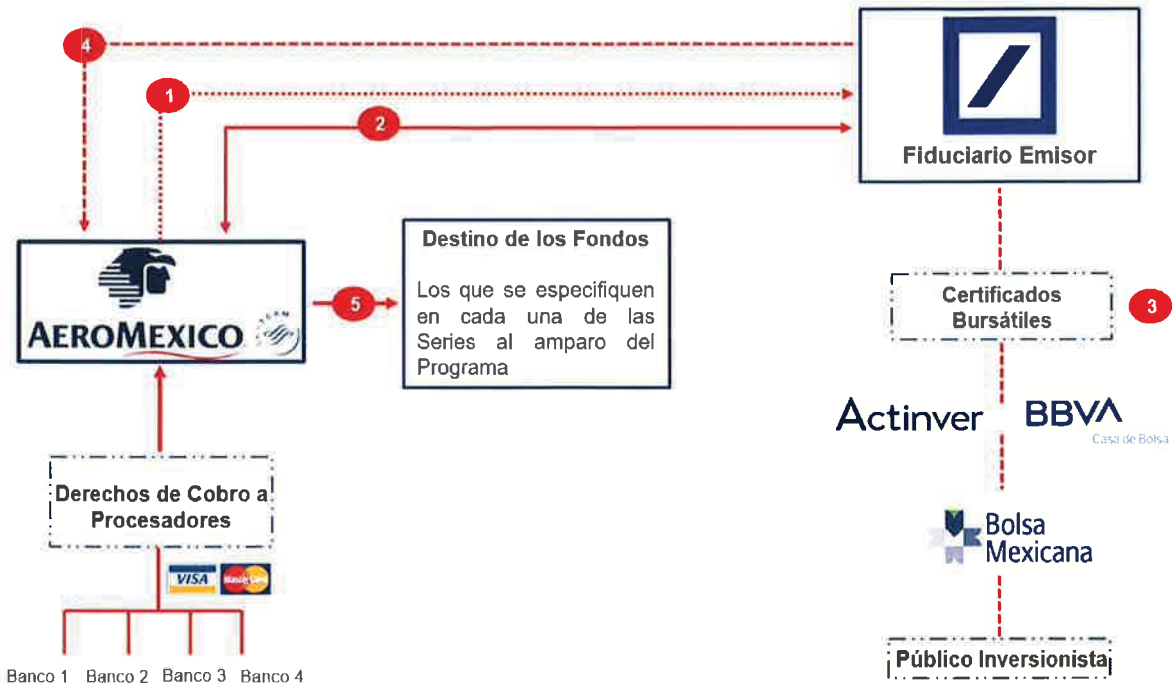 4
1
2
Fiduciario Emisor
AEROMEXICO
5
Destino de los Fondos
Los que se especifiquen
en cada una de las
Series al amparo del
Programa
Certificados
Bursátiles
3
Actinver
BBVA
Casa de Bolsa
Derechos de Cobro a
Procesadores
VISA
MasterCard
Bolsa
Mexicana
Público Inversionista
Banco 1 Banco 2 Banco 3 Banco 4